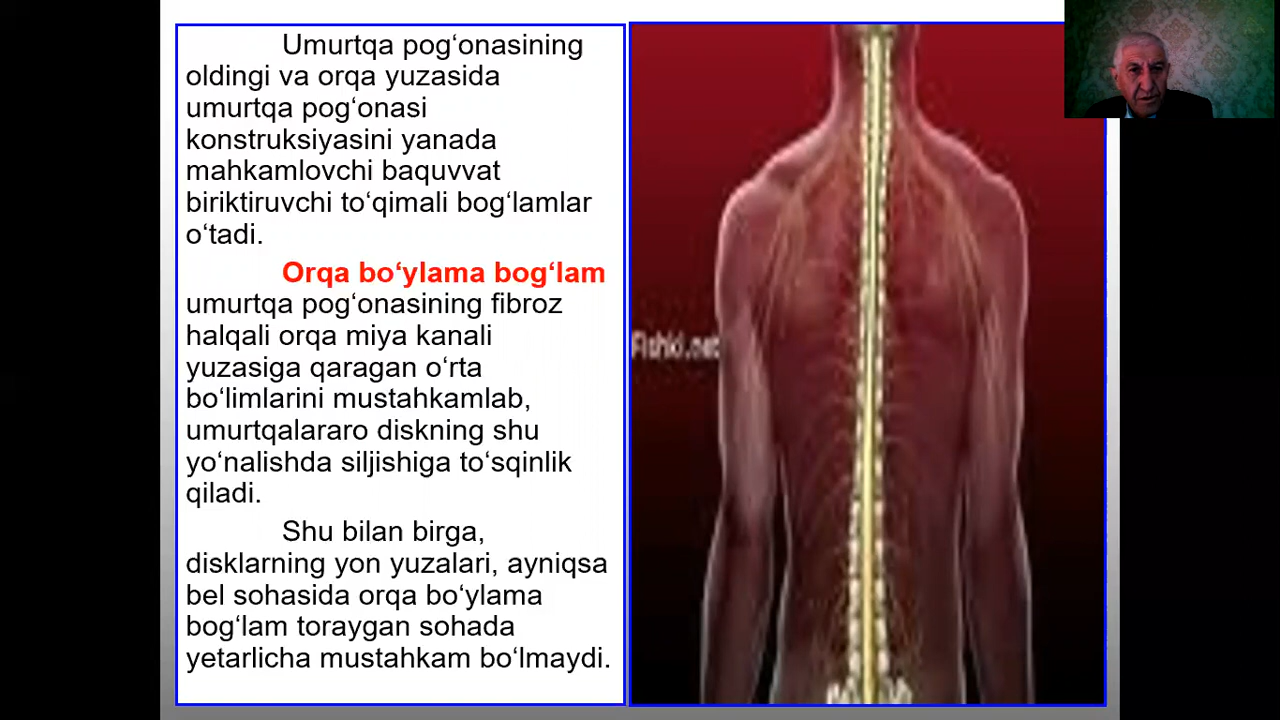 Umurtqa pog‘onasining
oldingi va orqa yuzasida
umurtqa pog‘onasi
konstruksiyasini yanada
mahkamlovchi baquvvat
biriktiruvchi to‘qimali bog‘lamlar
o‘tadi.
Orqa bo‘ylama bog‘lam
umurtqa pog‘onasining fibroz
halqali orqa miya kanali
yuzasiga qaragan o‘rta
bo‘limlarini mustahkamlab,
umurtqalararo diskning shu
yo‘nalishda siljishiga to‘sqinlik
qiladi.
Shu bilan birga,
disklarning yon yuzalari, ayniqsa
bel sohasida orqa bo‘ylama
bog‘lam toraygan sohada
yetarlicha mustahkam bo‘lmaydi.
Fishki.net